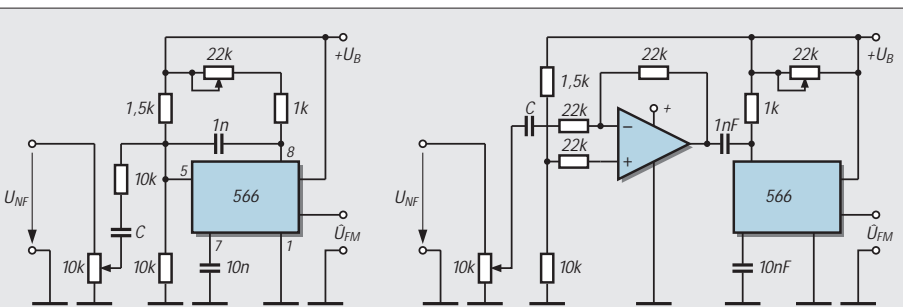 22k
+U_B
1,5k
1k
1n
10k
5
8
566
U_NF
C
7
1
Û_FM
10k
10k
10n
22k
22k
+U_B
1,5k
+
C
22k
1nF
1k
−
22k
+
566
U_NF
Û_FM
10k
10k
10nF